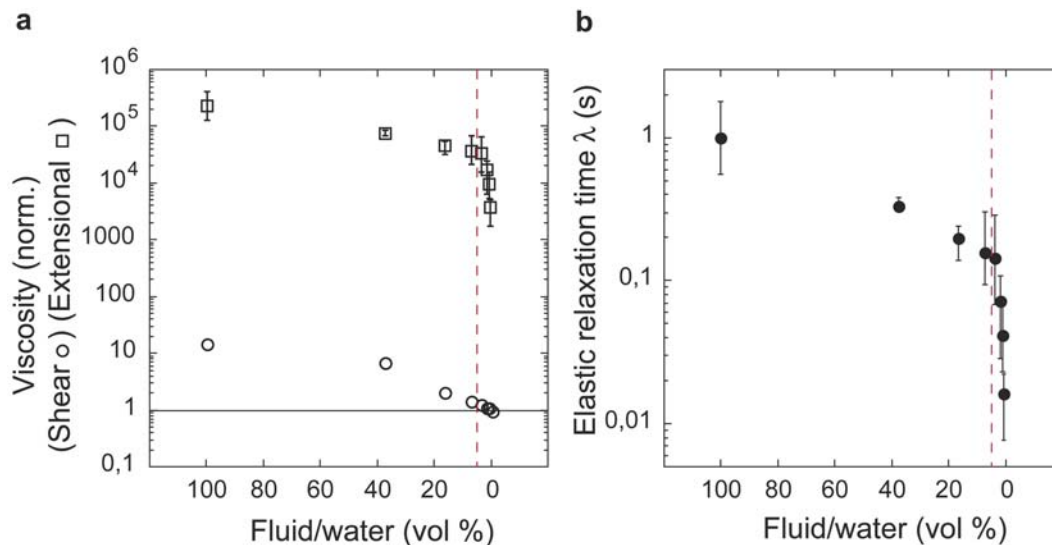 a
10^6
10^5
10^4
1000
100
10
1
0,1
Viscosity (norm.)
(Shear o) (Extensional □)
100 80 60 40 20 0
Fluid/water (vol %)
b
1
0,1
0,01
Elastic relaxation time λ (s)
100 80 60 40 20 0
Fluid/water (vol %)